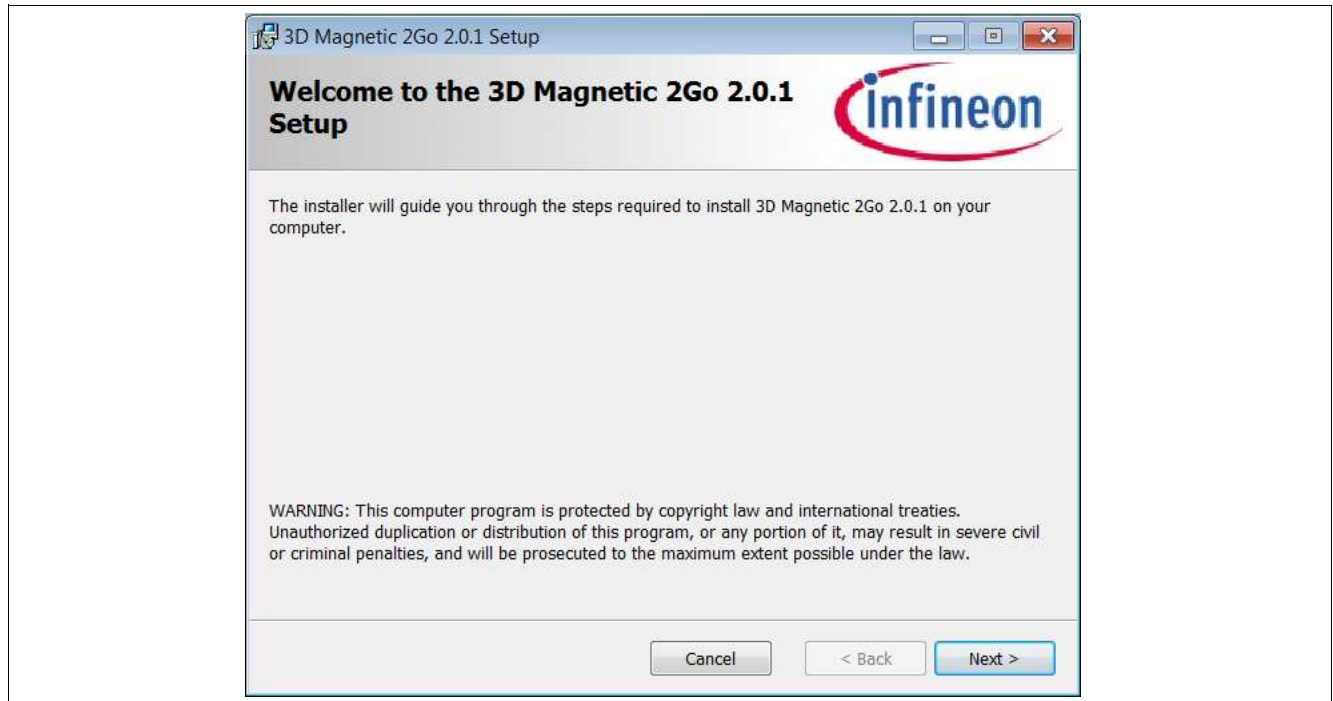 3D Magnetic 2Go 2.0.1 Setup
Welcome to the 3D Magnetic 2Go 2.0.1
Setup
infineon
The installer will guide you through the steps required to install 3D Magnetic 2Go 2.0.1 on your
computer.
WARNING: This computer program is protected by copyright law and international treaties.
Unauthorized duplication or distribution of this program, or any portion of it, may result in severe civil
or criminal penalties, and will be prosecuted to the maximum extent possible under the law.
Cancel < Back Next >